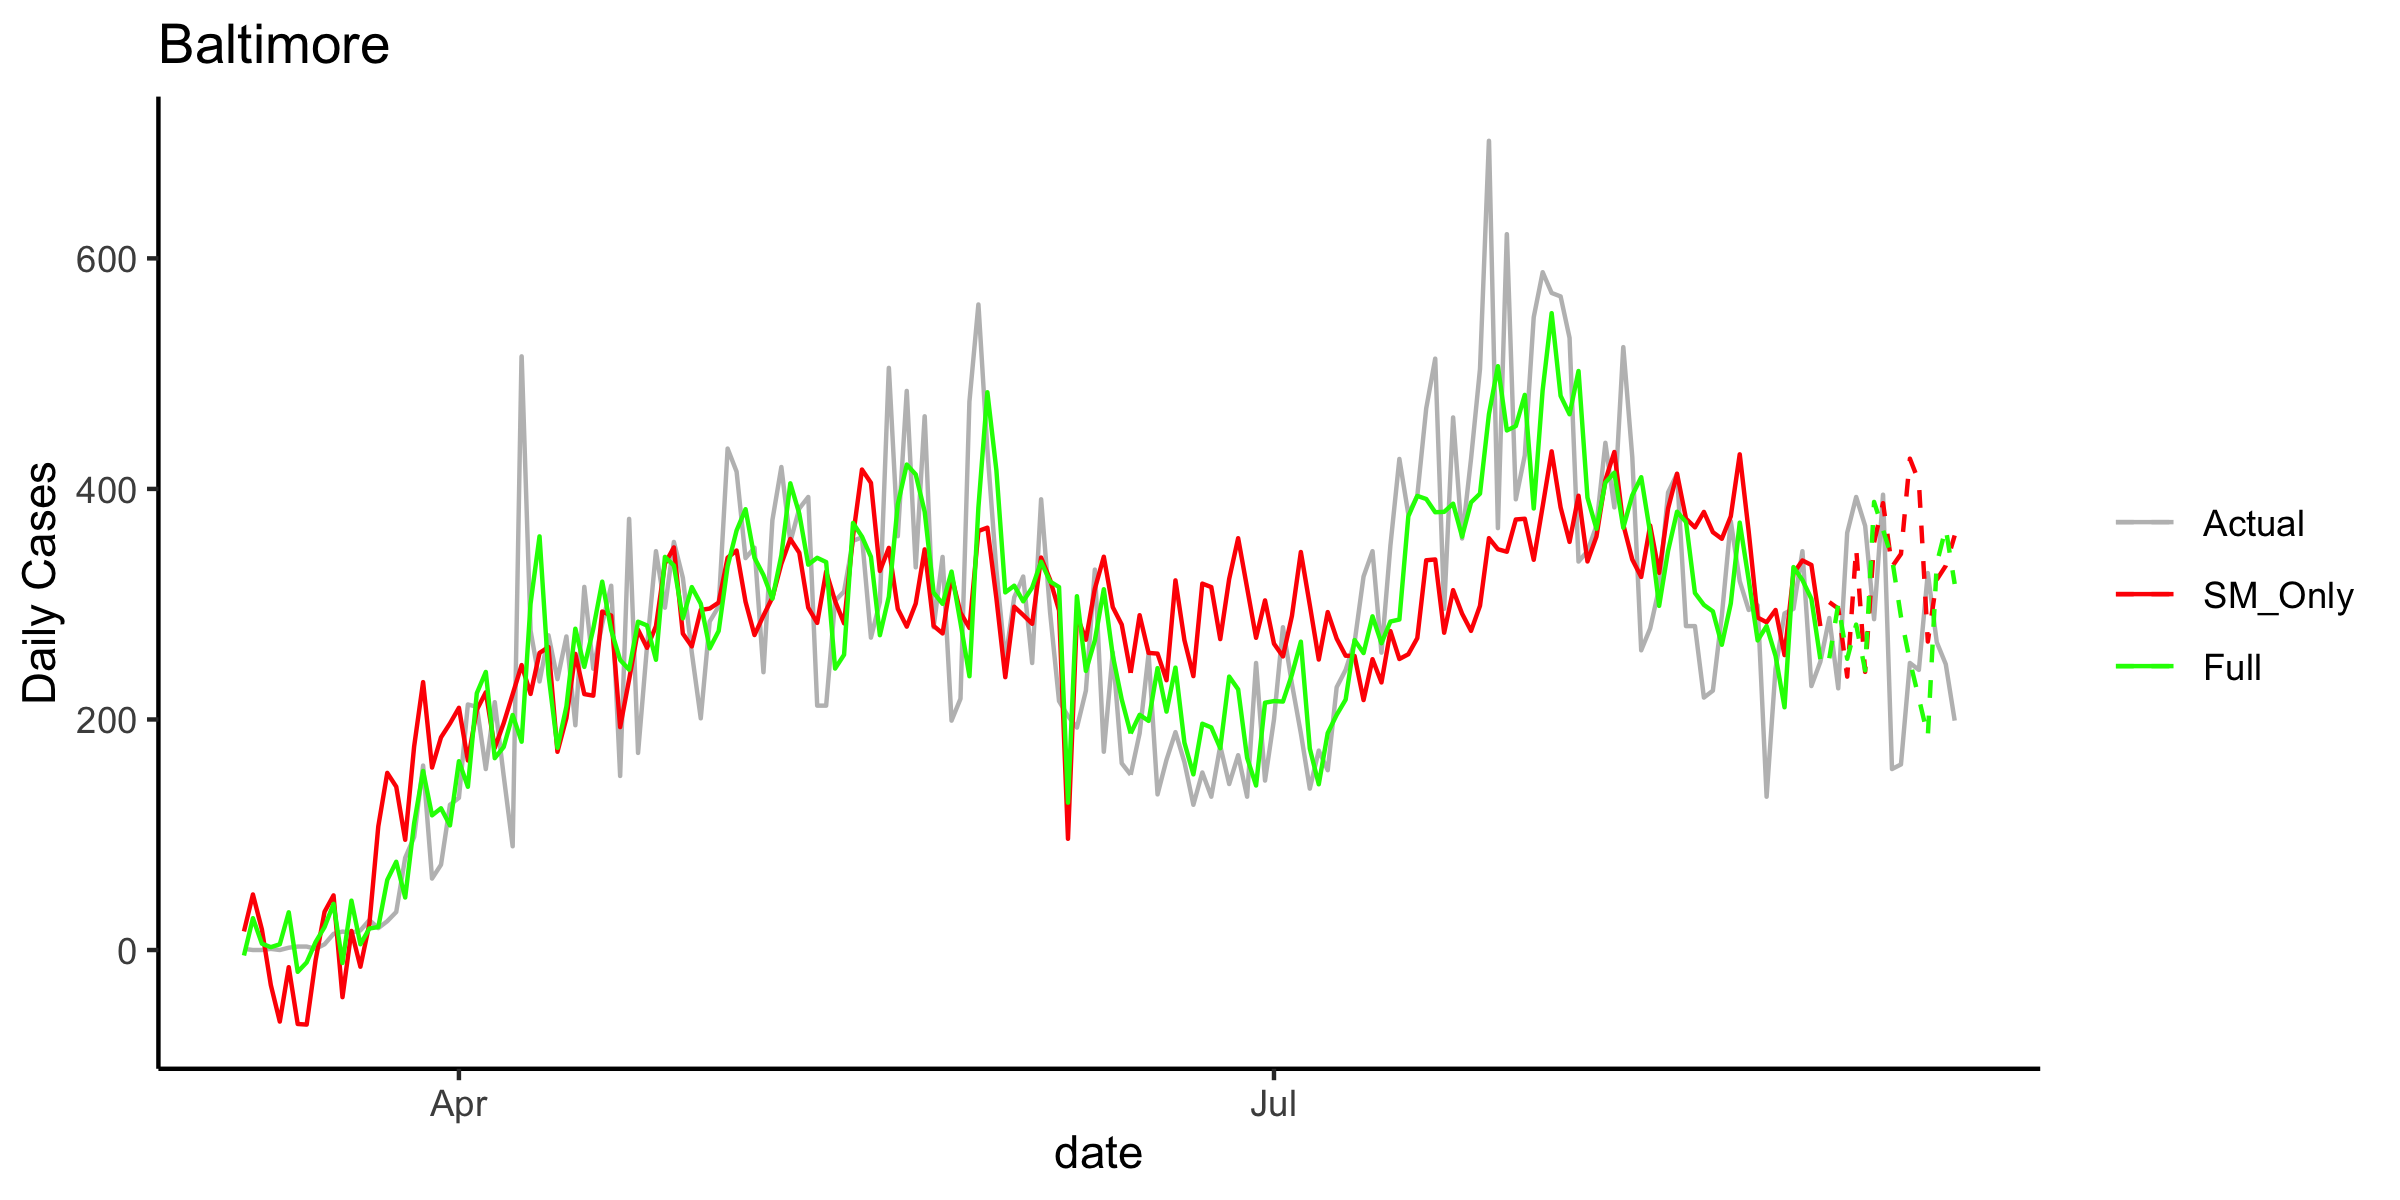 Baltimore
Daily Cases
600
400
200
0
Apr
Jul
date
Actual
SM_Only
Full